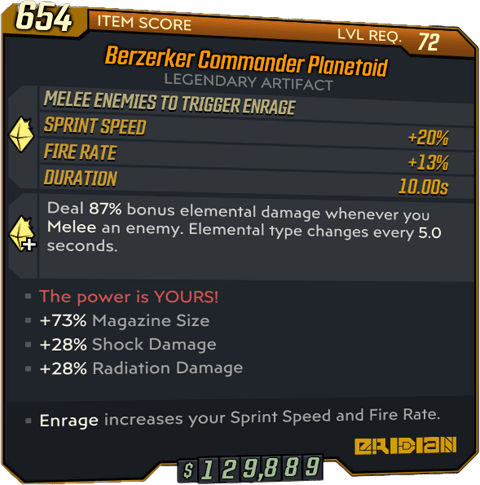 654 ITEM SCORE LVL REQ. 72
Berzerker Commander Planetoid
LEGENDARY ARTIFACT
MELEE ENEMIES TO TRIGGER ENRAGE
SPRINT SPEED +20%
FIRE RATE +13%
DURATION 10.00s
Deal 87% bonus elemental damage whenever you
Melee an enemy. Elemental type changes every 5.0
seconds.
The power is YOURS!
+73% Magazine Size
+28% Shock Damage
+28% Radiation Damage
Enrage increases your Sprint Speed and Fire Rate.
ERIDIAN
$ 129,889